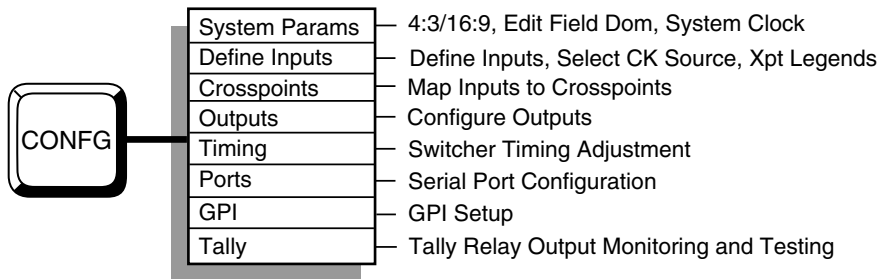 CONFG
System Params 4:3/16:9, Edit Field Dom, System Clock
Define Inputs Define Inputs, Select CK Source, Xpt Legends
Crosspoints Map Inputs to Crosspoints
Outputs Configure Outputs
Timing Switcher Timing Adjustment
Ports Serial Port Configuration
GPI GPI Setup
Tally Tally Relay Output Monitoring and Testing